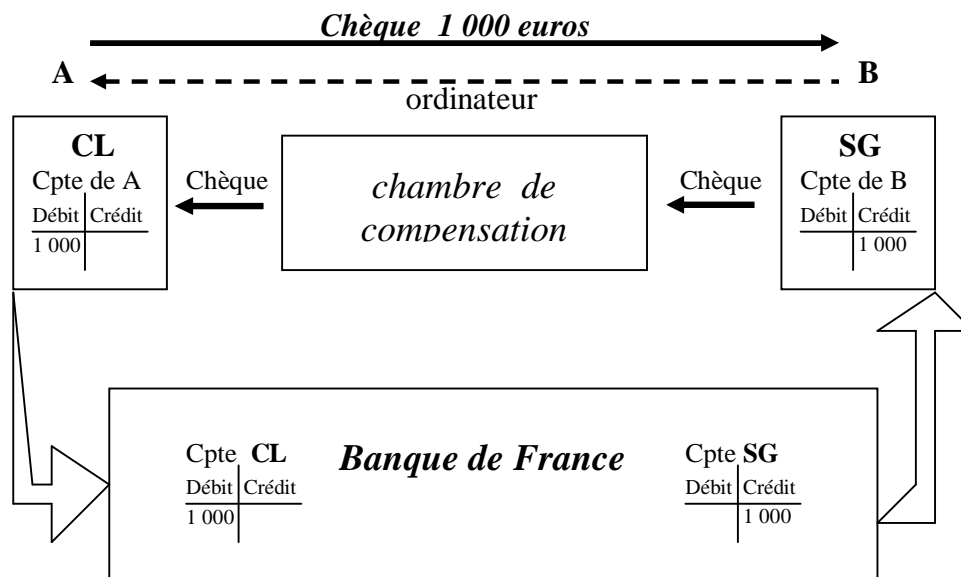 Chèque 1 000 euros
A B
ordinateur
CL
Cpte de A
Débit Crédit
1 000
Chèque
chambre de
compensation
Chèque
SG
Cpte de B
Débit Crédit
1 000
Banque de France
Cpte CL
Débit Crédit
1 000
Cpte SG
Débit Crédit
1 000